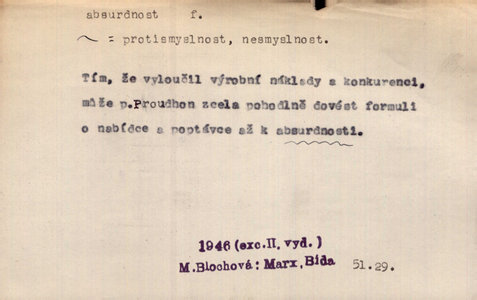 absurdnost f.
~ = protismyslnost, nesmyslnost.
Tím, že vyloučil výrobní náklady a konkurenci,
může p.Proudhon zcela pohodlně dovést formuli
o nabídce a poptávce až k absurdnosti.
1946 (exc.II. vyd.)
M.Blochová: Marx, Bída 51.29.